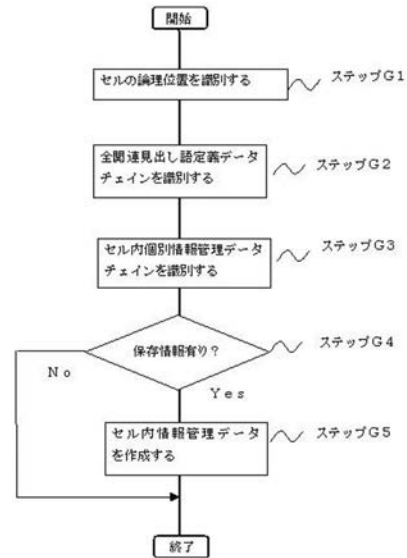 開始
セルの論理位置を識別する
ステップG1
全関連見出し語定義データ
チェインを識別する
ステップG2
セル内個別情報管理データ
チェインを識別する
ステップG3
保存情報有り？
ステップG4
No
Yes
セル内情報管理データ
を作成する
ステップG5
終了